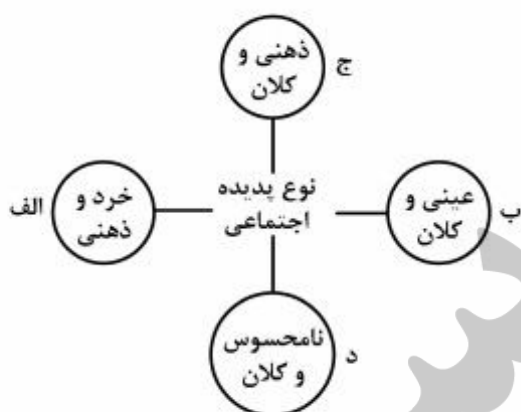 ذهنی و
کلان
ج
عینی و
کلان
ب
نوع پدیده
اجتماعی
خرد و
ذهنی
الف
نامحسوس
و کلان
د